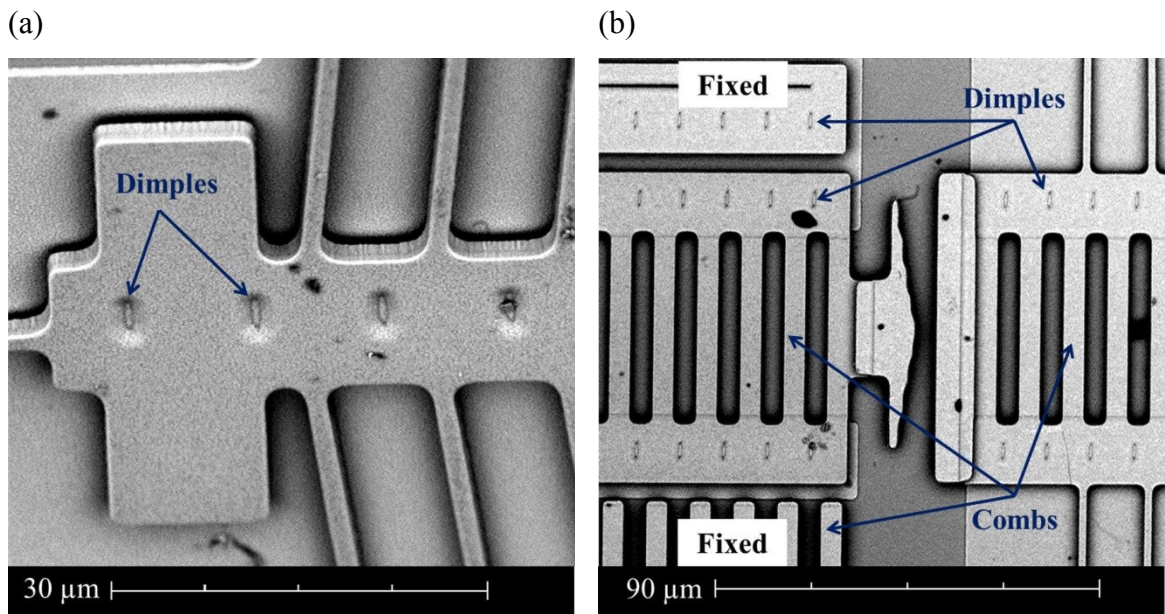 (a)
(b)
Dimples
30 µm
Fixed
Dimples
Combs
Fixed
90 µm